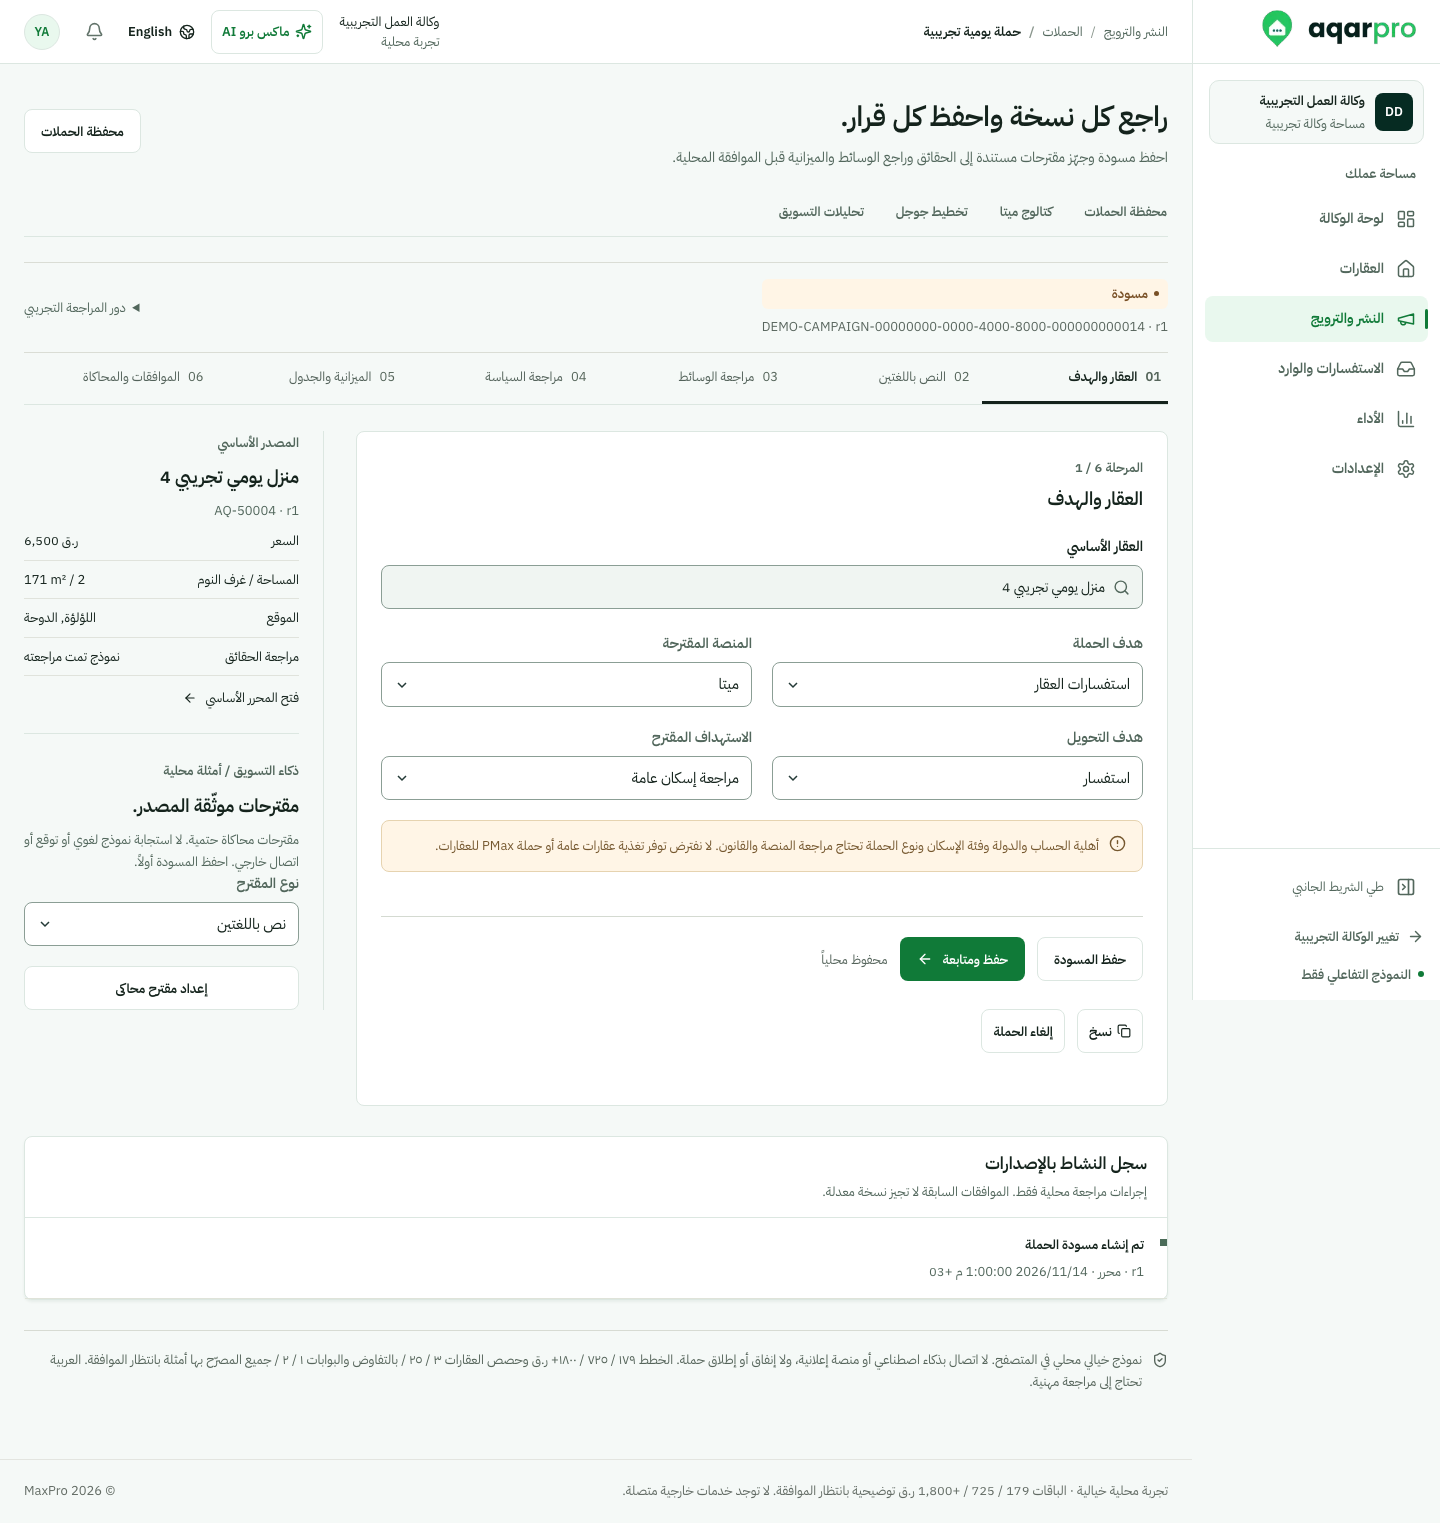 aqarpro
DD
وكالة العمل التجريبية
مساحة وكالة تجريبية
مساحة عملك
لوحة الوكالة
العقارات
النشر والترويج
الاستفسارات والوارد
الأداء
الإعدادات
طي الشريط الجانبي
تغيير الوكالة التجريبية
النموذج التفاعلي فقط
النشر والترويج / الحملات / حملة يومية تجريبية
وكالة العمل التجريبية
تجربة محلية
ماكس برو AI
English
YA
راجع كل نسخة واحفظ كل قرار.
احفظ مسودة وجهّز مقترحات مستندة إلى الحقائق وراجع الوسائط والميزانية قبل الموافقة المحلية.
محفظة الحملات
محفظة الحملات
كتالوج ميتا
تخطيط جوجل
تحليلات التسويق
مسودة
DEMO-CAMPAIGN-00000000-0000-4000-8000-000000000014 · r1
دور المراجعة التجريبي
01 العقار والهدف
02 النص باللغتين
03 مراجعة الوسائط
04 مراجعة السياسة
05 الميزانية والجدول
06 الموافقات والمحاكاة
المرحلة 6 / 1
العقار والهدف
العقار الأساسي
منزل يومي تجريبي 4
هدف الحملة
المنصة المقترحة
استفسارات العقار
ميتا
هدف التحويل
الاستهداف المقترح
استفسار
مراجعة إسكان عامة
أهلية الحساب والدولة وفئة الإسكان ونوع الحملة تحتاج مراجعة المنصة والقانون. لا نفترض توفر تغذية عقارات عامة أو حملة PMax للعقارات.
حفظ المسودة
حفظ ومتابعة
محفوظ محلياً
نسخ
إلغاء الحملة
المصدر الأساسي
منزل يومي تجريبي 4
AQ-50004 · r1
السعر
ر.ق 6,500
المساحة / غرف النوم
171 m² / 2
الموقع
اللؤلؤة, الدوحة
مراجعة الحقائق
نموذج تمت مراجعته
فتح المحرر الأساسي
ذكاء التسويق / أمثلة محلية
مقترحات موثّقة المصدر.
مقترحات محاكاة حتمية. لا استجابة نموذج لغوي أو توقع أو
اتصال خارجي. احفظ المسودة أولاً.
نوع المقترح
نص باللغتين
إعداد مقترح محاكى
سجل النشاط بالإصدارات
إجراءات مراجعة محلية فقط. الموافقات السابقة لا تجيز نسخة معدلة.
تم إنشاء مسودة الحملة
r1 · محرر · 2026/11/14 1:00:00 م +03
نموذج خيالي محلي في المتصفح. لا اتصال بذكاء اصطناعي أو منصة إعلانية، ولا إنفاق أو إطلاق حملة. الخطط ١٧٩ / ٧٢٥ / ١٨٠٠+ ر.ق وحصص العقارات ٣ / ٢٥ / بالتفاوض والبوابات ١ / ٢ / جميع المصرّح بها أمثلة بانتظار الموافقة. العربية
تحتاج إلى مراجعة مهنية.
تجربة محلية خيالية · الباقات 179 / 725 / +1,800 ر.ق توضيحية بانتظار الموافقة. لا توجد خدمات خارجية متصلة.
MaxPro 2026 ©